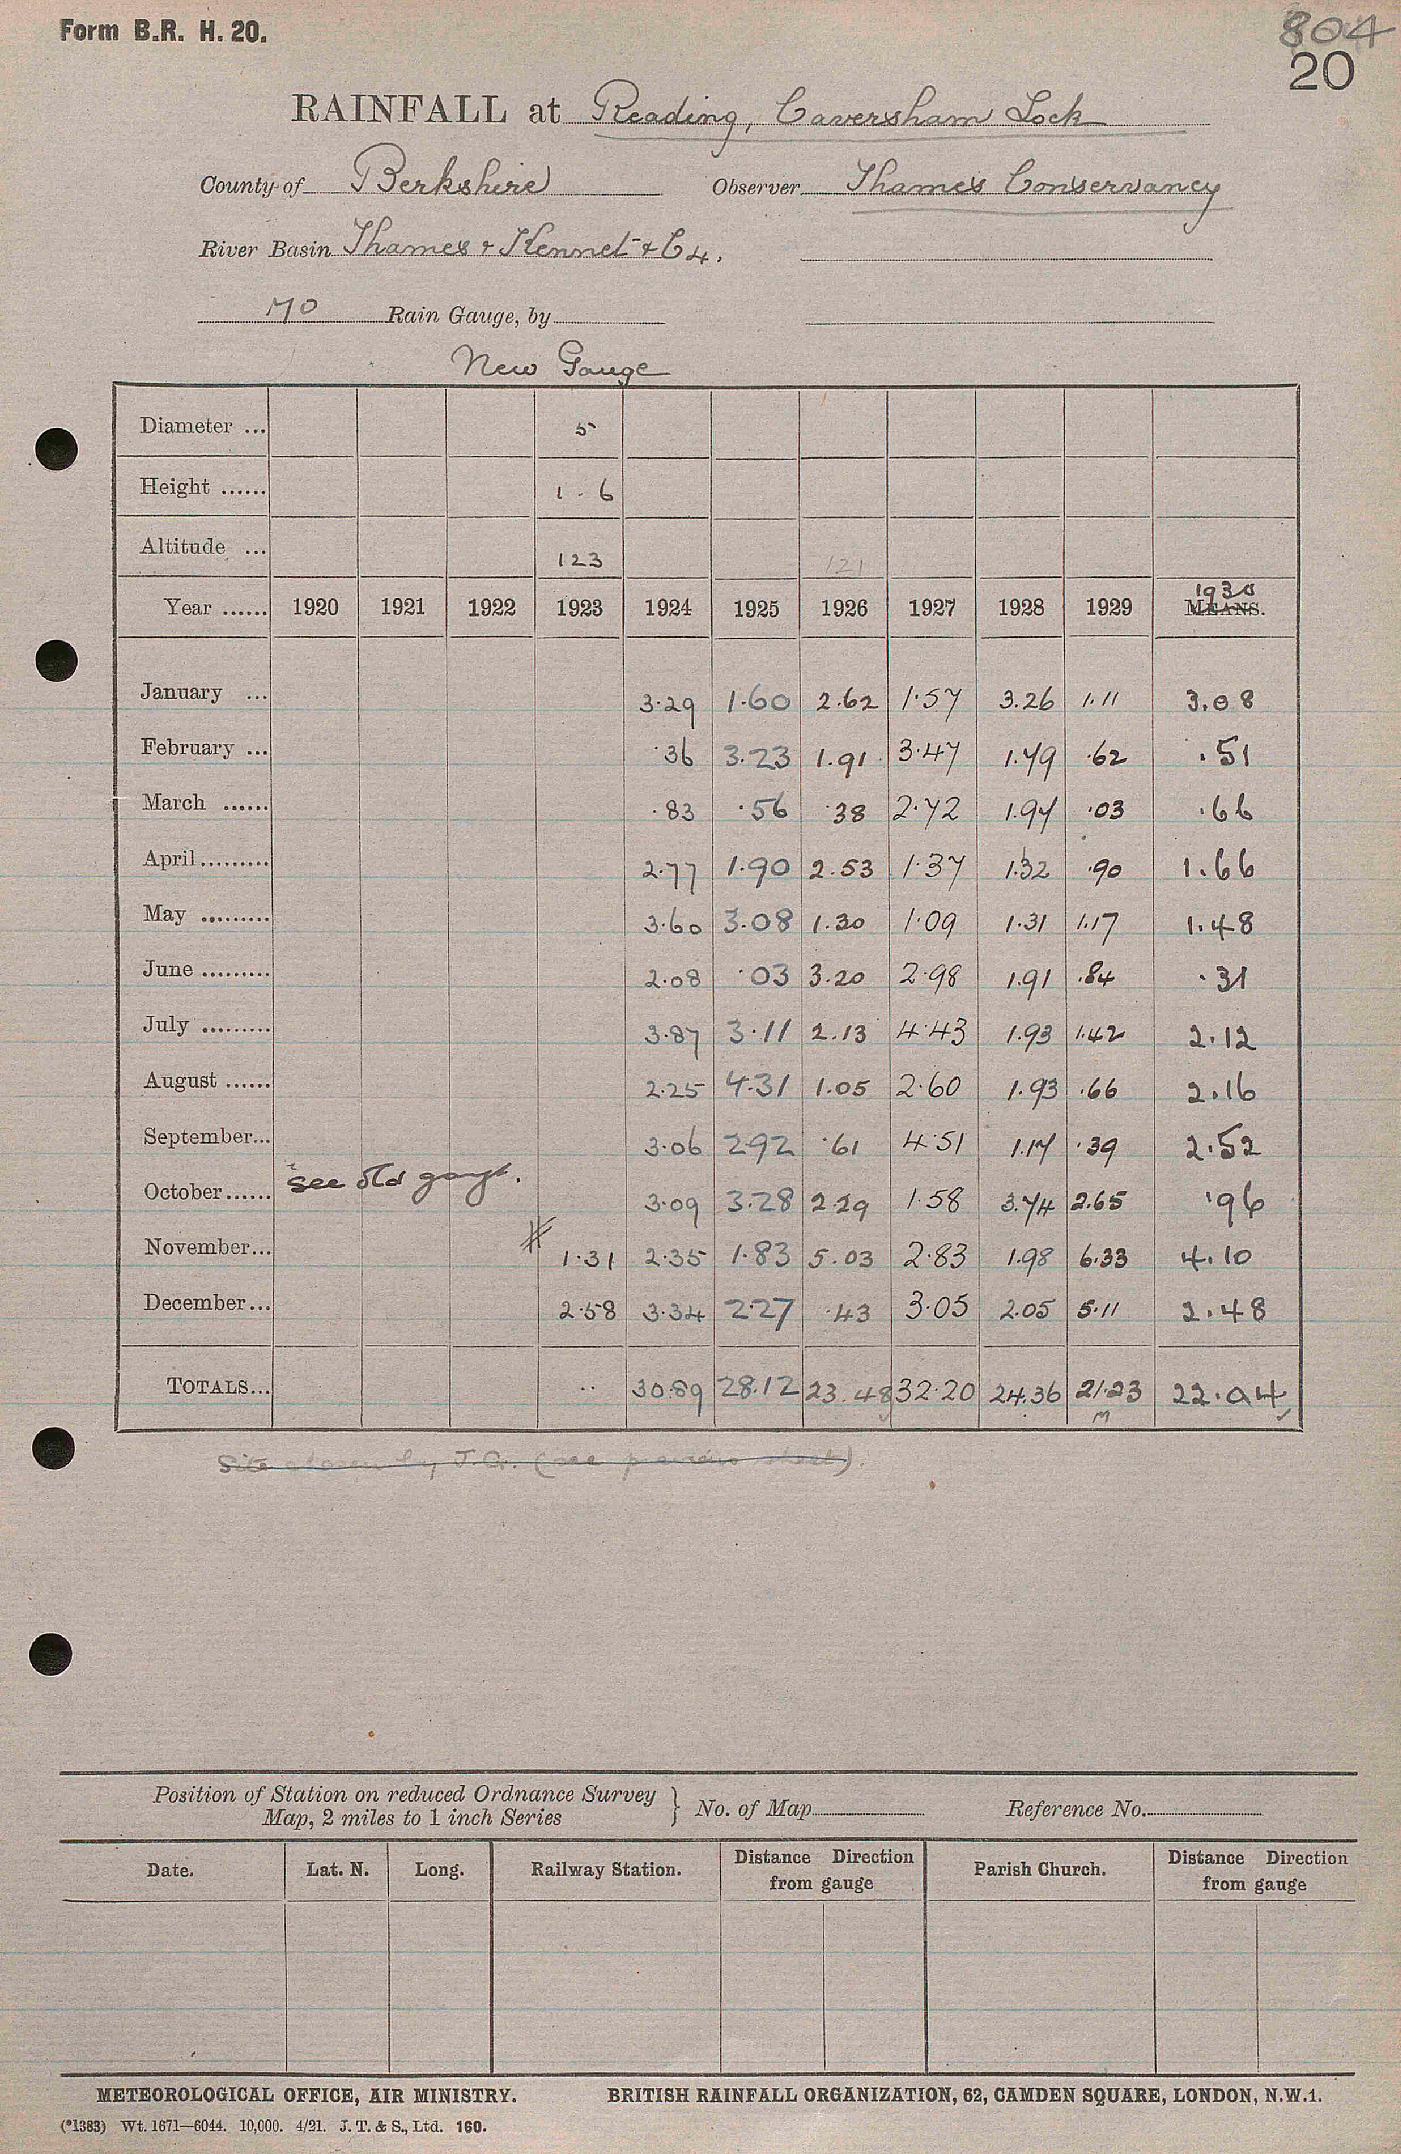 Form B.R. H. 20.
804
20
RAINFALL at Reading, Caversham Lock
County of Berkshire Observer Thames Conservancy
River Basin Thames & Kennet & C4.
MO Rain Gauge, by
New Gauge
Diameter ... 5
Height ...... 1.6
Altitude ... 123 121
1930
Year ...... 1920 1921 1922 1923 1924 1925 1926 1927 1928 1929 MEANS.
January ... 3.29 1.60 2.62 1.57 3.26 1.11 3.08
February ... .36 3.23 1.91 3.47 1.79 .62 .51
March ...... .83 .56 .38 2.72 1.94 .03 .66
April ......... 2.77 1.90 2.53 1.37 1.32 .90 1.66
May ......... 3.60 3.08 1.30 1.09 1.31 1.17 1.48
June ......... 2.08 .03 3.20 2.98 1.91 .84 .31
July ......... 3.87 3.11 2.13 4.43 1.93 1.42 2.12
August ...... 2.25 4.31 1.05 2.60 1.93 .66 2.16
September... 3.06 2.92 .61 4.51 1.14 .39 2.52
October...... see old gauge. 3.09 3.28 2.29 1.58 3.74 2.65 .96
November... 1.31 2.35 1.83 5.03 2.83 1.98 6.33 4.10
December... 2.58 3.34 2.27 .43 3.05 2.05 5.11 2.48
TOTALS... .. 30.89 28.12 23.48 32.20 24.36 21.23 22.04
M
Site chosen by J.G. (see previous sheet).
Position of Station on reduced Ordnance Survey
Map, 2 miles to 1 inch Series } No. of Map Reference No.
Date. Lat. N. Long. Railway Station. Distance Direction from gauge Parish Church. Distance Direction from gauge
METEOROLOGICAL OFFICE, AIR MINISTRY. BRITISH RAINFALL ORGANIZATION, 62, CAMDEN SQUARE, LONDON, N.W.1.
(*1383) Wt. 1671—6044. 10,000. 4/21. J. T. & S., Ltd. 160.